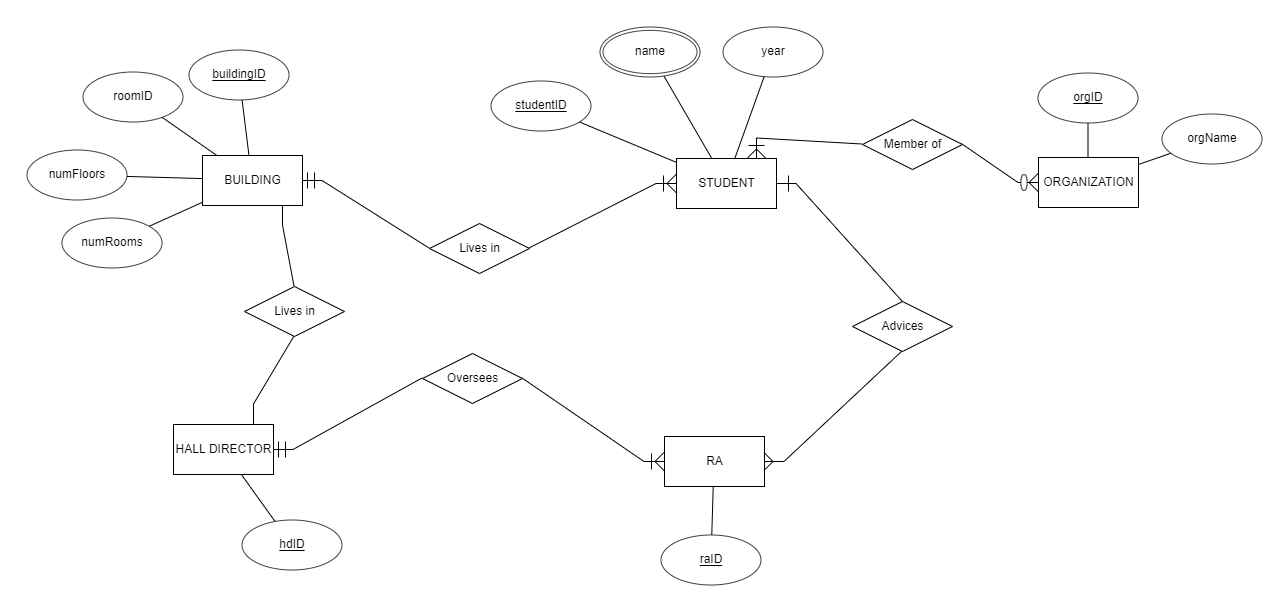 name
year
buildingID
roomID
studentID
orgID
orgName
Member of
numFloors
BUILDING
STUDENT
ORGANIZATION
numRooms
Lives in
Lives in
Advices
Oversees
HALL DIRECTOR
RA
hdID
raID